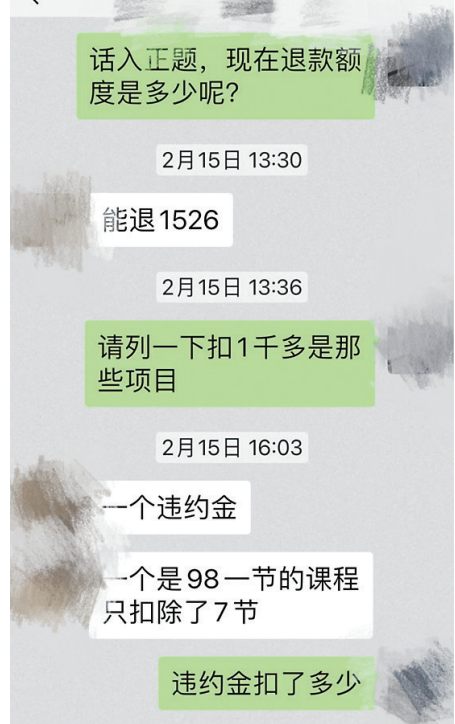 话入正题，现在退款额
度是多少呢？
2月15日 13:30
能退1526
2月15日 13:36
请列一下扣1千多是那
些项目
2月15日 16:03
一个违约金
一个是98一节的课程
只扣除了7节
违约金扣了多少